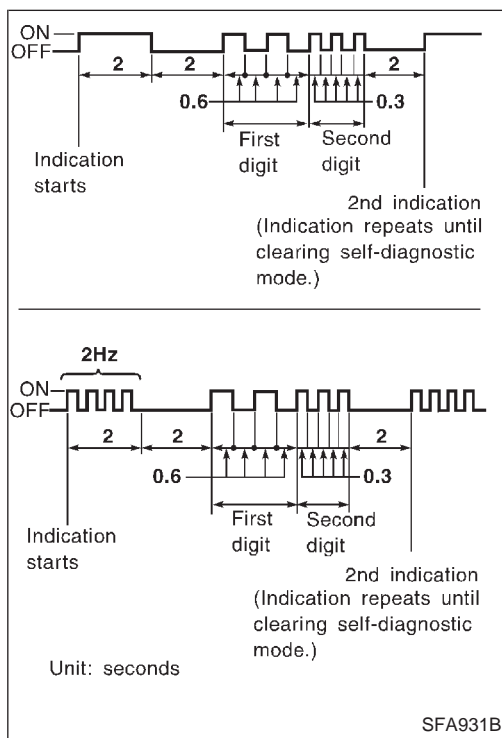 ON
OFF
2 2 2
0.6 0.3
First digit
Second digit
Indication starts
2nd indication
(Indication repeats until
clearing self-diagnostic
mode.)
2Hz
ON
OFF
2 2 2
0.6 0.3
First digit
Second digit
Indication starts
2nd indication
(Indication repeats until
clearing self-diagnostic
mode.)
Unit: seconds
SFA931B